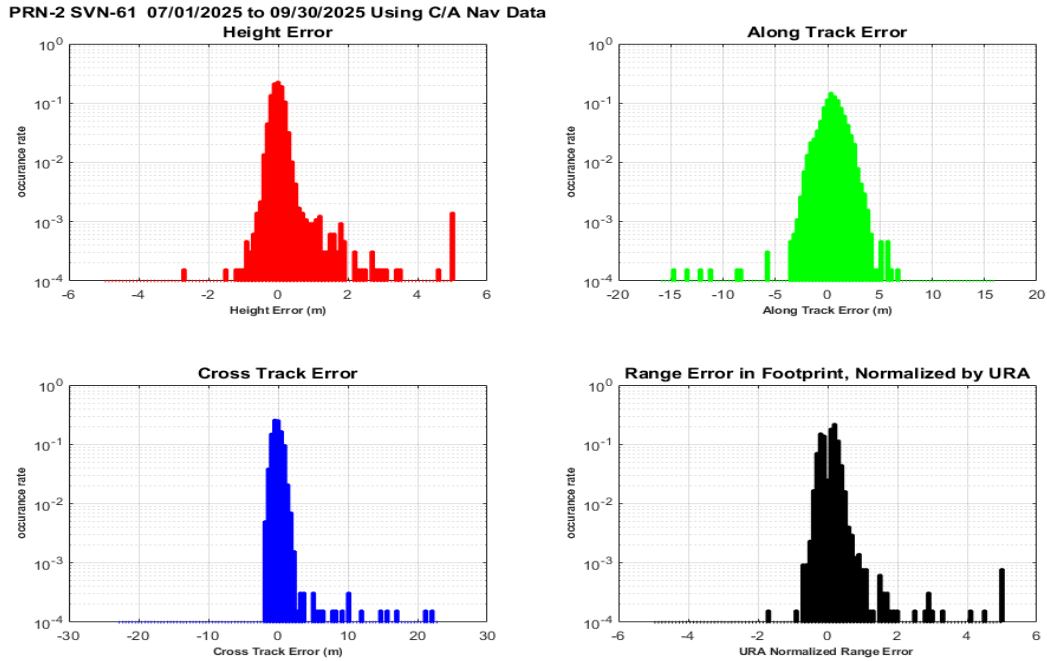 PRN-2 SVN-61 07/01/2025 to 09/30/2025 Using C/A Nav Data
Height Error
10^0
10^-1
10^-2
10^-3
10^-4
occurance rate
-6 -4 -2 0 2 4 6
Height Error (m)
Along Track Error
10^0
10^-1
10^-2
10^-3
10^-4
occurance rate
-20 -15 -10 -5 0 5 10 15 20
Along Track Error (m)
Cross Track Error
10^0
10^-1
10^-2
10^-3
10^-4
occurance rate
-30 -20 -10 0 10 20 30
Cross Track Error (m)
Range Error in Footprint, Normalized by URA
10^0
10^-1
10^-2
10^-3
10^-4
occurance rate
-6 -4 -2 0 2 4 6
URA Normalized Range Error